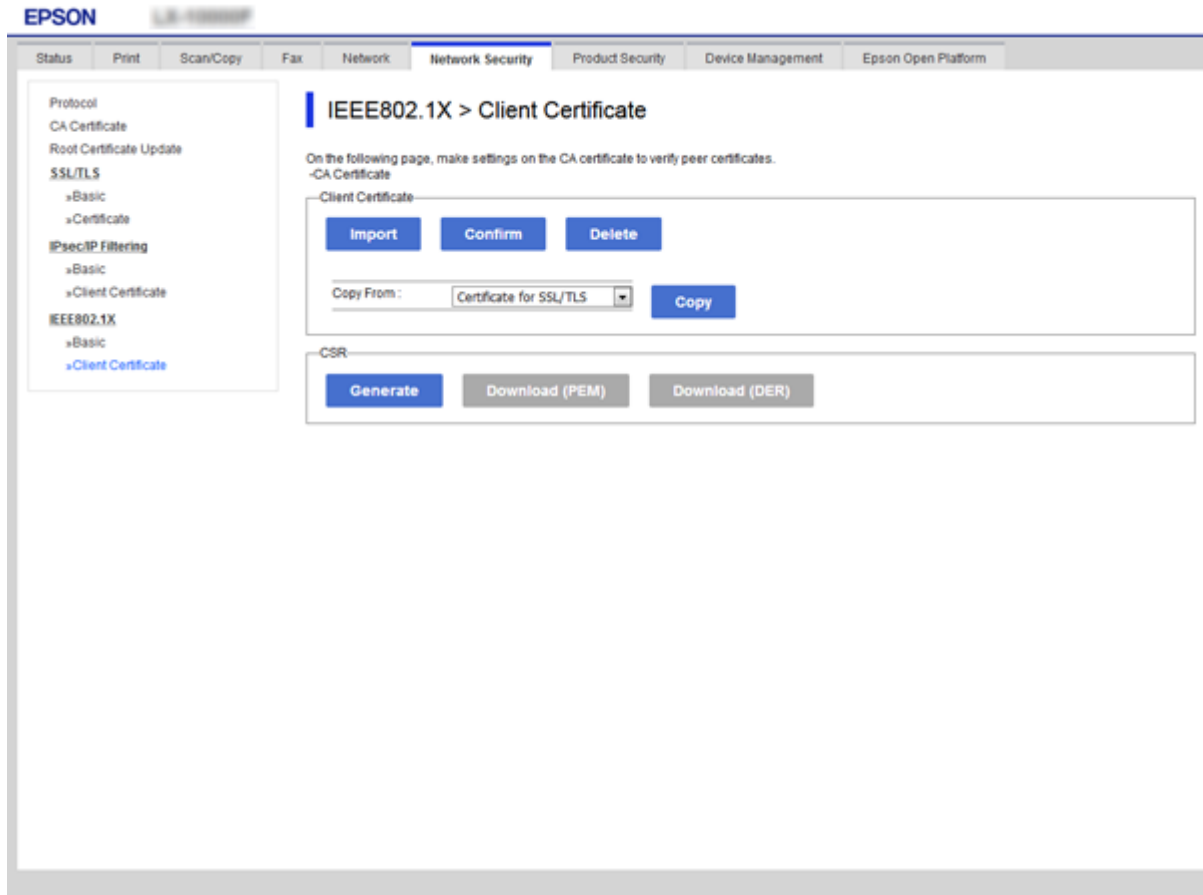 EPSON
Status Print Scan/Copy Fax Network Network Security Product Security Device Management Epson Open Platform
Protocol
CA Certificate
Root Certificate Update
SSL/TLS
»Basic
»Certificate
IPsec/IP Filtering
»Basic
»Client Certificate
IEEE802.1X
»Basic
»Client Certificate
IEEE802.1X > Client Certificate
On the following page, make settings on the CA certificate to verify peer certificates.
-CA Certificate
Client Certificate
Import Confirm Delete
Copy From : Certificate for SSL/TLS Copy
CSR
Generate Download (PEM) Download (DER)